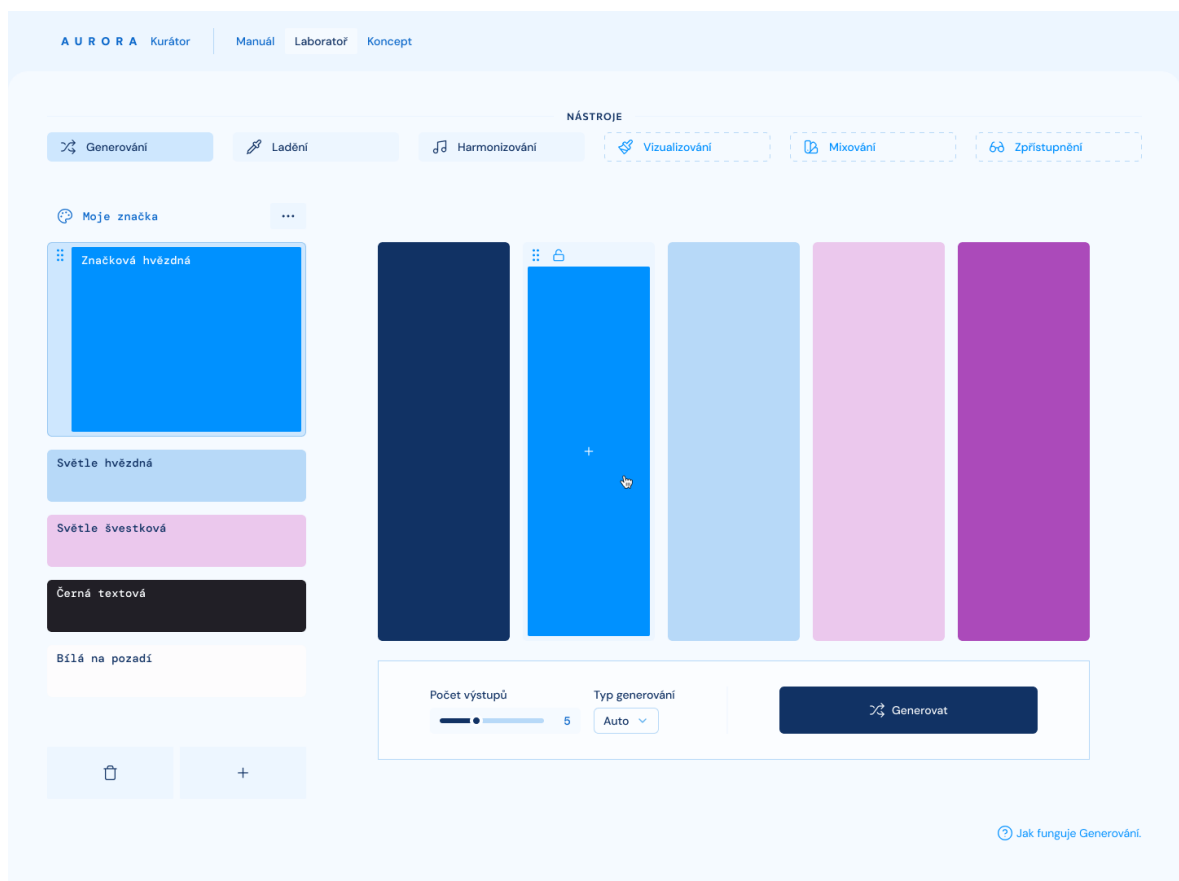 AURORA Kurátor
Manuál
Laboratoř
Koncept
NÁSTROJE
Generování
Ladění
Harmonizování
Vizualizování
Mixování
Zpřístupnění
Moje značka
Značková hvězdná
Světle hvězdná
Světle švestková
Černá textová
Bílá na pozadí
Počet výstupů
5
Typ generování
Auto
Generovat
Jak funguje Generování.